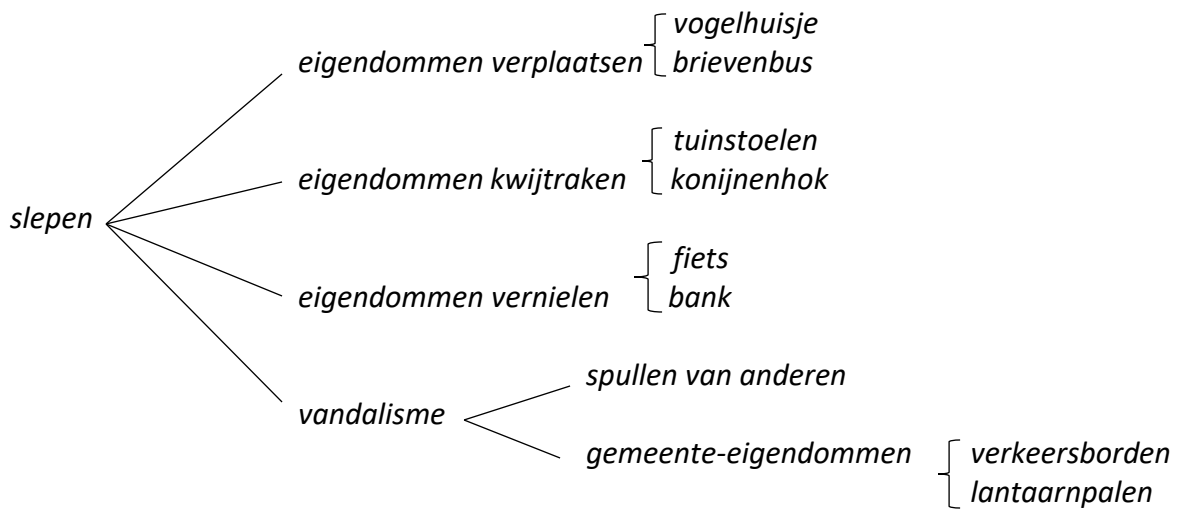 vogelhuisje
eigendommen verplaatsen
brievenbus
tuinstoelen
eigendommen kwijtraken
konijnenhok
slepen
fiets
eigendommen vernielen
bank
spullen van anderen
vandalisme
gemeente-eigendommen
verkeersborden
lantaarnpalen